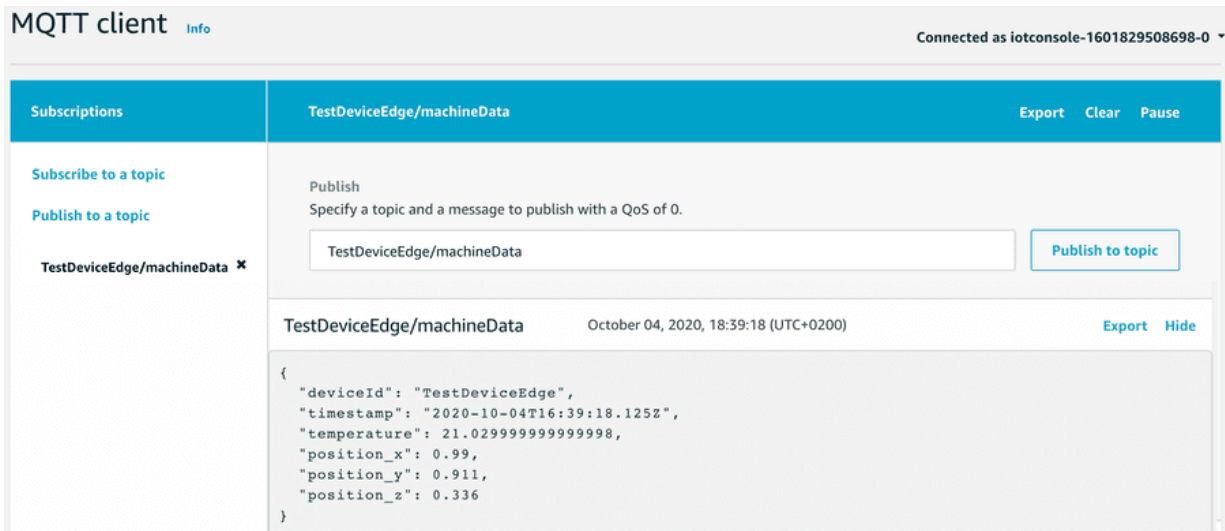 MQTT client Info
Connected as iotconsole-1601829508698-0
Subscriptions
TestDeviceEdge/machineData
Export Clear Pause
Subscribe to a topic
Publish to a topic
TestDeviceEdge/machineData ✖
Publish
Specify a topic and a message to publish with a QoS of 0.
TestDeviceEdge/machineData
Publish to topic
TestDeviceEdge/machineData
October 04, 2020, 18:39:18 (UTC+0200)
Export Hide
{
"deviceId": "TestDeviceEdge",
"timestamp": "2020-10-04T16:39:18.125Z",
"temperature": 21.029999999999998,
"position_x": 0.99,
"position_y": 0.911,
"position_z": 0.336
}